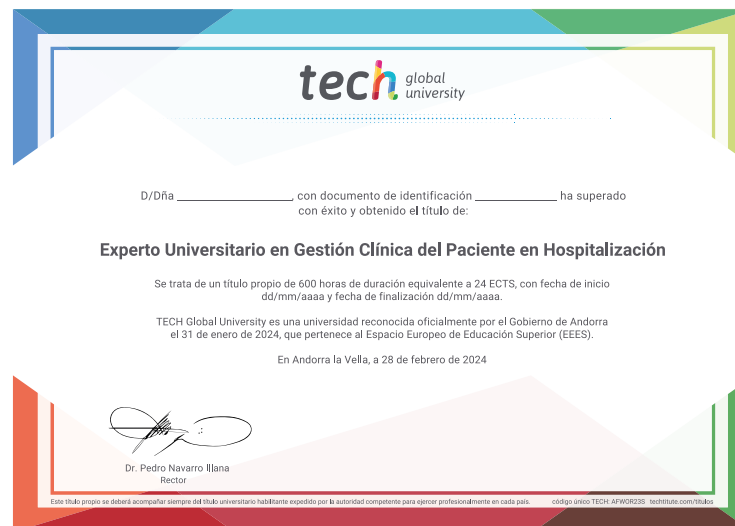 tech global university
D/Dña ____________________, con documento de identificación ______________ ha superado
con éxito y obtenido el título de:
Experto Universitario en Gestión Clínica del Paciente en Hospitalización
Se trata de un título propio de 600 horas de duración equivalente a 24 ECTS, con fecha de inicio
dd/mm/aaaa y fecha de finalización dd/mm/aaaa.
TECH Global University es una universidad reconocida oficialmente por el Gobierno de Andorra
el 31 de enero de 2024, que pertenece al Espacio Europeo de Educación Superior (EEES).
En Andorra la Vella, a 28 de febrero de 2024
Dr. Pedro Navarro Illana
Rector
Este título propio se deberá acompañar siempre del título universitario habilitante expedido por la autoridad competente para ejercer profesionalmente en cada país. código único TECH: AFWOR23S techtitute.com/titulos